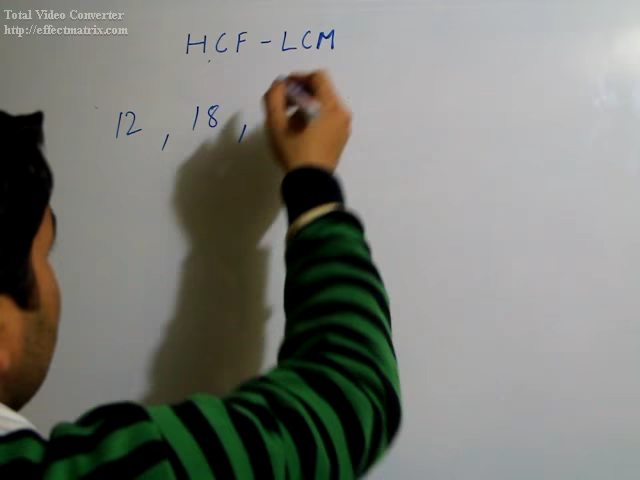 Total Video Converter
http://effectmatrix.com
HCF - LCM
12 , 18 ,